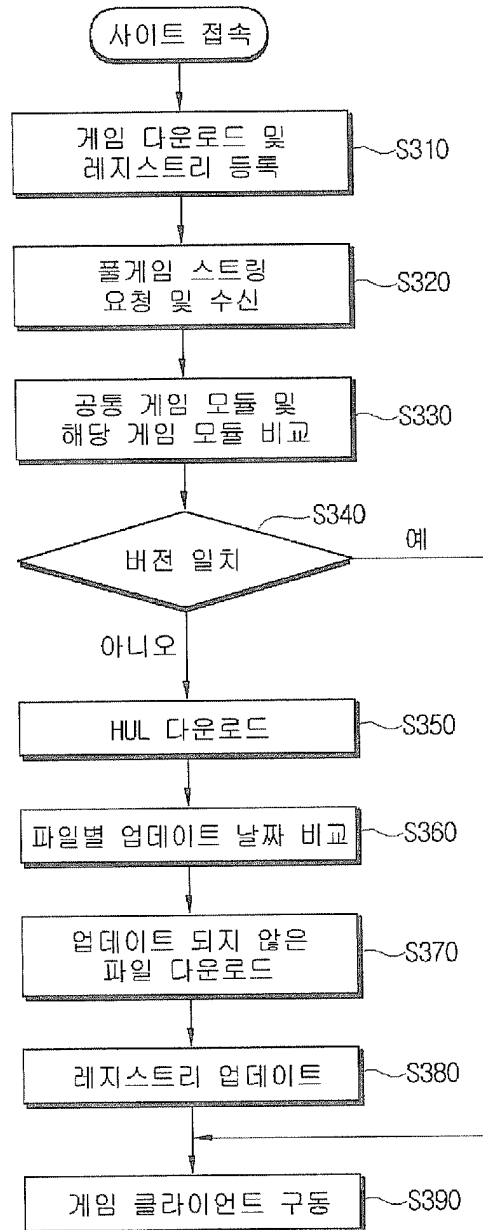 사이트 접속
게임 다운로드 및
레지스트리 등록
S310
풀게임 스트링
요청 및 수신
S320
공통 게임 모듈 및
해당 게임 모듈 비교
S330
S340
버전 일치
예
아니오
HUL 다운로드
S350
파일별 업데이트 날짜 비교
S360
업데이트 되지 않은
파일 다운로드
S370
레지스트리 업데이트
S380
게임 클라이언트 구동
S390